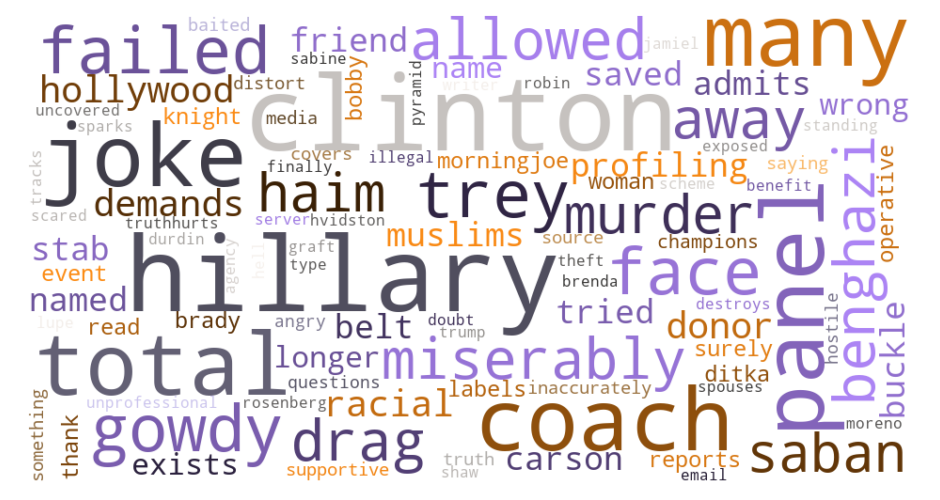 baited
failed
friend
allowed
many
jamiel
sabine
hollywood
distort
bobby
pyramid
name
writer
robin
saved
admits
clinton
uncovered
sparks
knight
media
away
wrong
standing
joke
covers
finally
illegal
morningjoe
profiling
exposed
saying
tracks
haim
trey
woman
scheme
benefit
benghazi
operative
scared
demands
truthhurts
server
hvidston
murder
panel
durdin
stab
hillary
agency
hell
graft
type
muslims
source
champions
event
theft
face
brenda
named
tried
destroys
hostile
buckle
lupe
read
brady
angry
belt
doubt
trump
donor
surely
total
longer
miserably
ditka
questions
labels
inaccurately
spouses
something
unprofessional
rosenberg
racial
coach
moreno
thank
gowdy
drag
exists
supportive
truth
shaw
carson
reports
email
saban